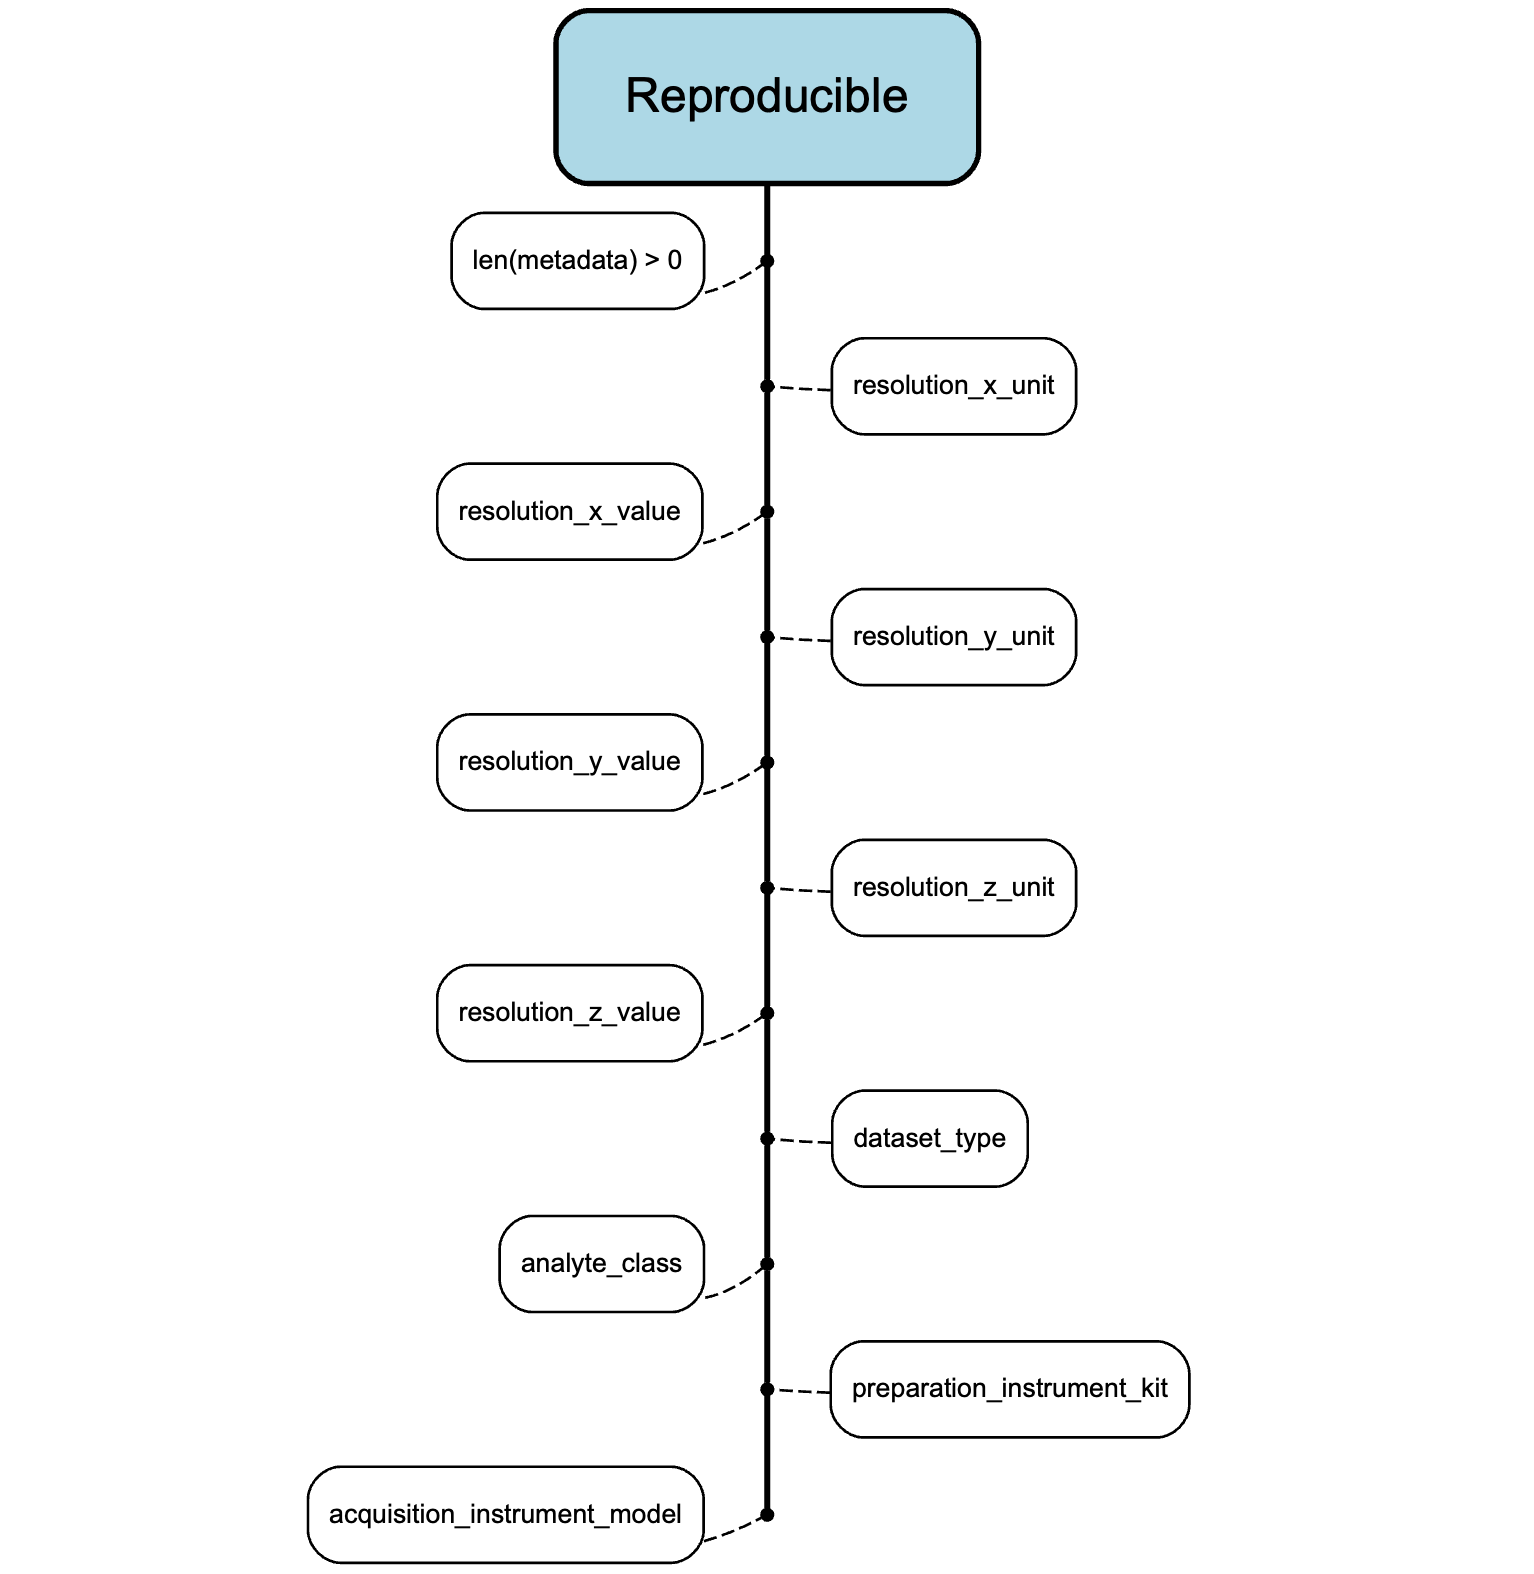 Reproducible
len(metadata) > 0
resolution_x_unit
resolution_x_value
resolution_y_unit
resolution_y_value
resolution_z_unit
resolution_z_value
dataset_type
analyte_class
preparation_instrument_kit
acquisition_instrument_model